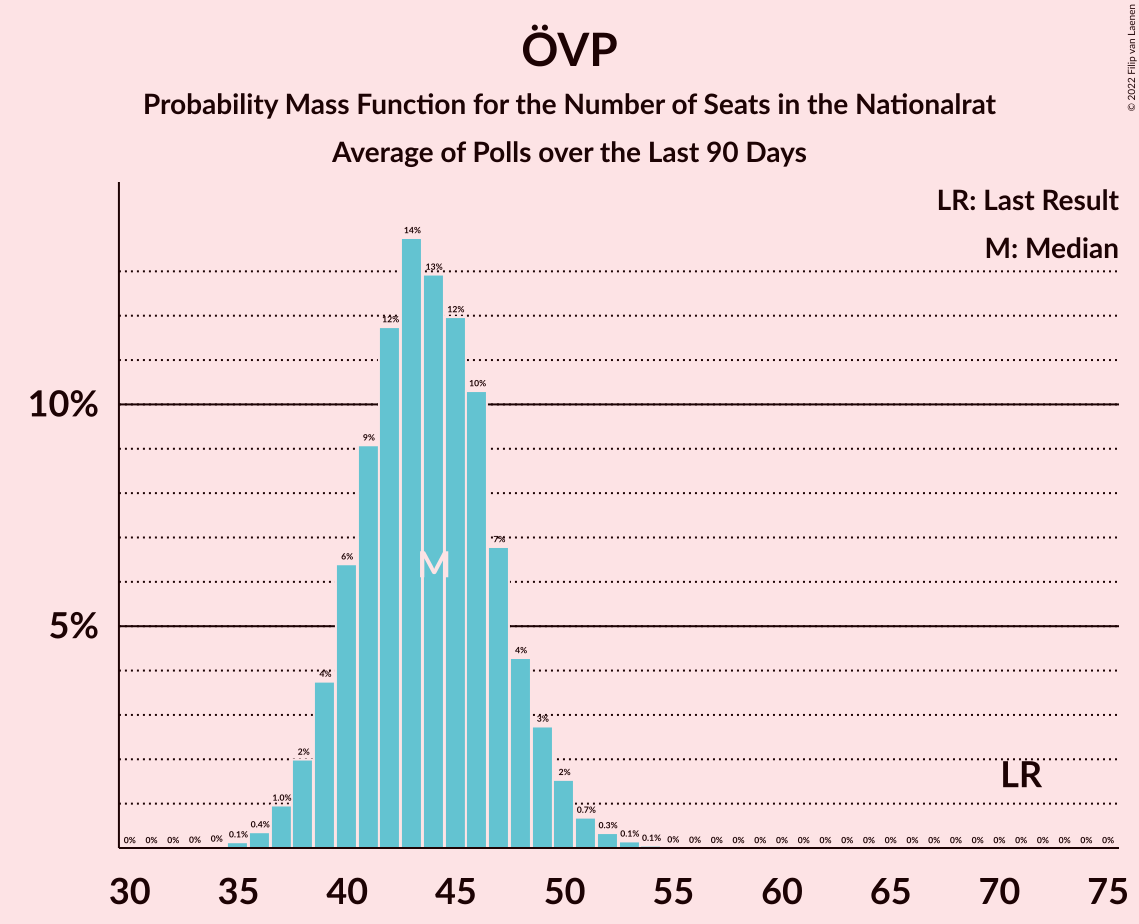 ÖVP
Probability Mass Function for the Number of Seats in the Nationalrat
Average of Polls over the Last 90 Days
© 2022 Filip van Laenen
LR: Last Result
M: Median
10%
5%
0% 0% 0% 0% 0% 0.1% 0.4% 1.0% 2% 4% 6% 9% 12% 14% 13% 12% 10% 7% 4% 3% 2% 0.7% 0.3% 0.1% 0.1% 0% 0% 0% 0% 0% 0% 0% 0% 0% 0% 0% 0% 0% 0% 0% 0% 0% 0% 0% 0% 0%
M
LR
30 35 40 45 50 55 60 65 70 75